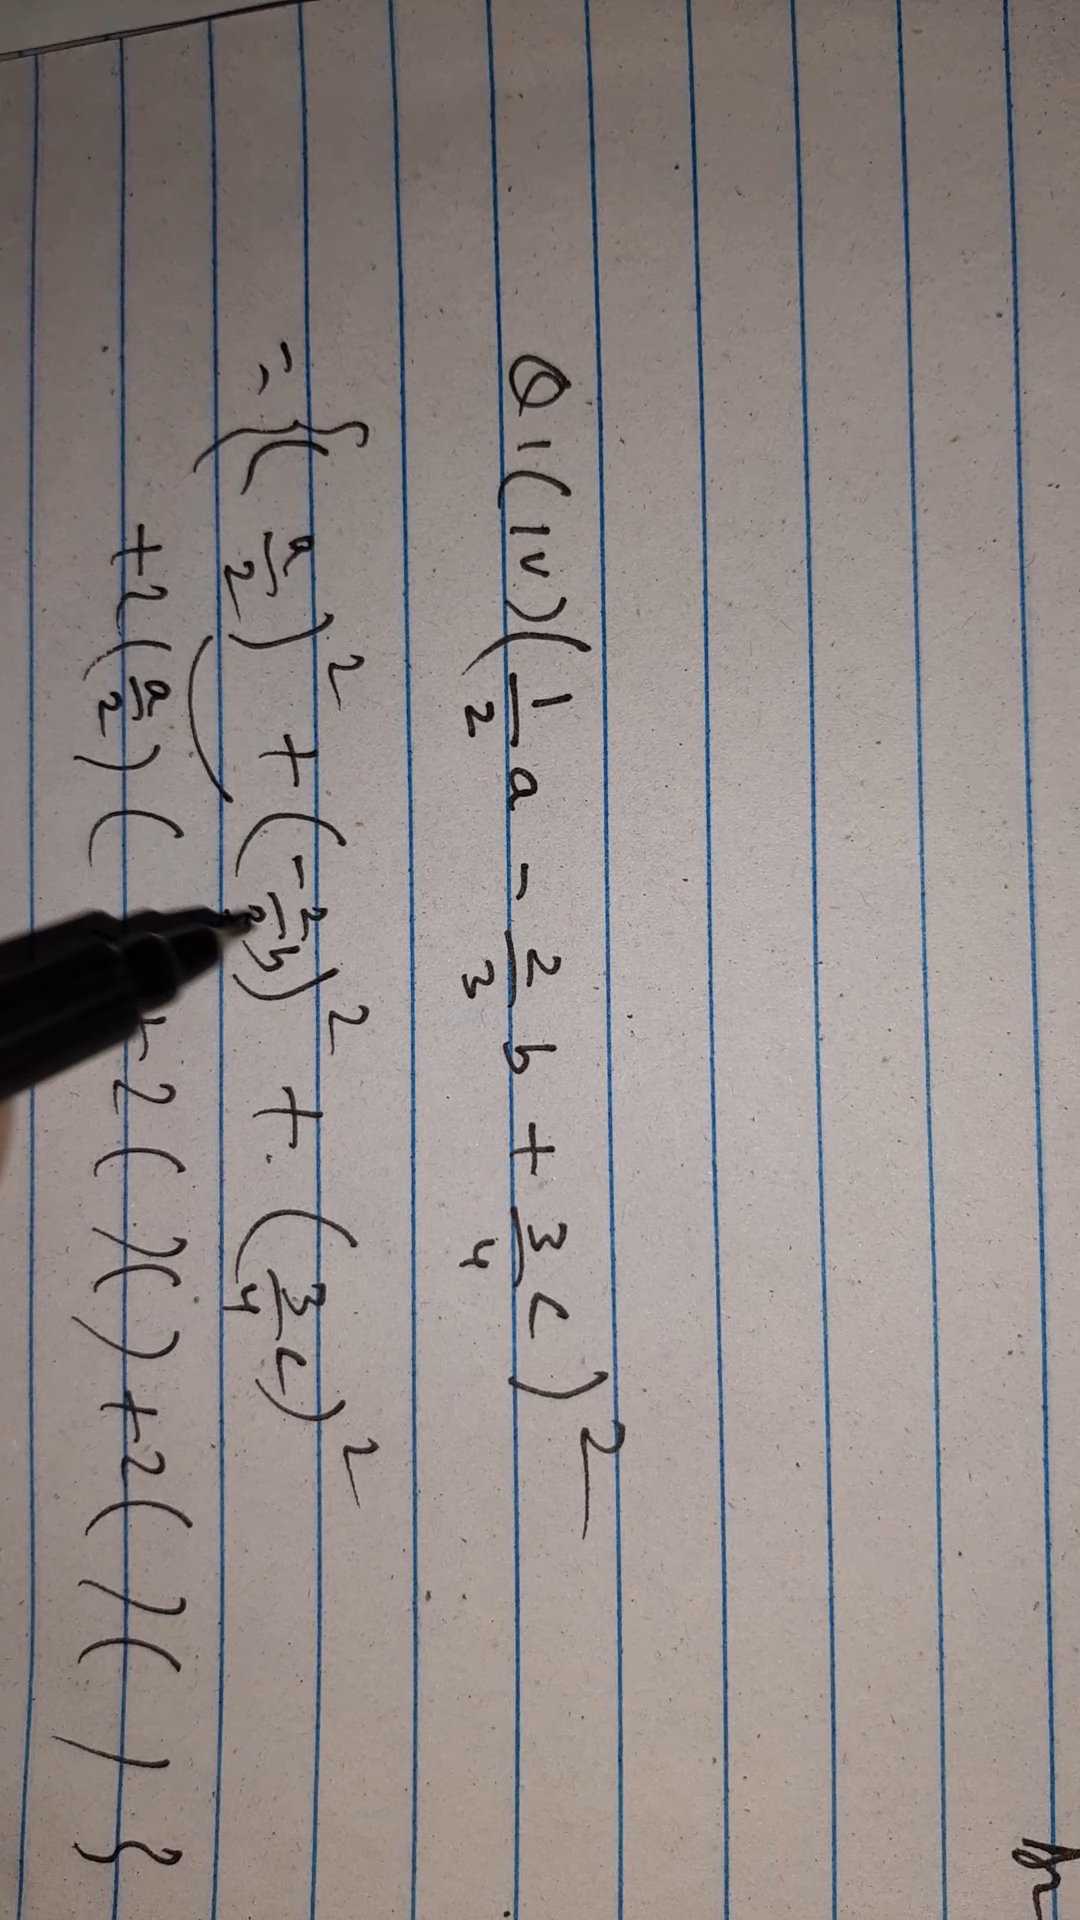 Q1(iv)(1/2 a - 2/3 b + 3/4 c)²
= {(a/2)² + (-2/3 b)² + (3/4 c)²
+2(a/2)( +2( )( ) +2( )( ) }